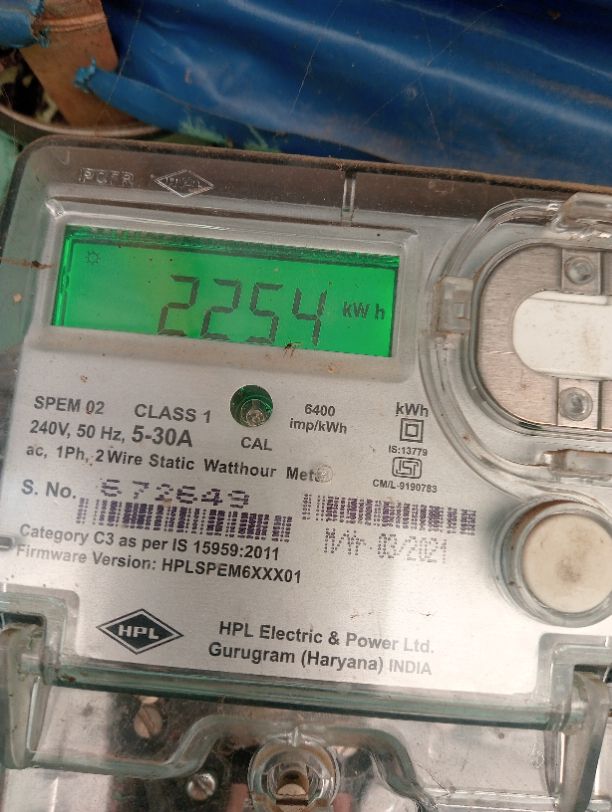 2254 kWh
SPEM 02 CLASS 1
240V, 50 Hz, 5-30A
ac, 1Ph, 2 Wire Static Watthour Meter
CAL
6400
imp/kWh
kWh
IS:13779
CM/L-9190783
S. No. 672649
Category C3 as per IS 15959:2011
Firmware Version: HPLSPEM6XXX01
M/Yr- 03/2021
HPL
HPL Electric & Power Ltd.
Gurugram (Haryana) INDIA